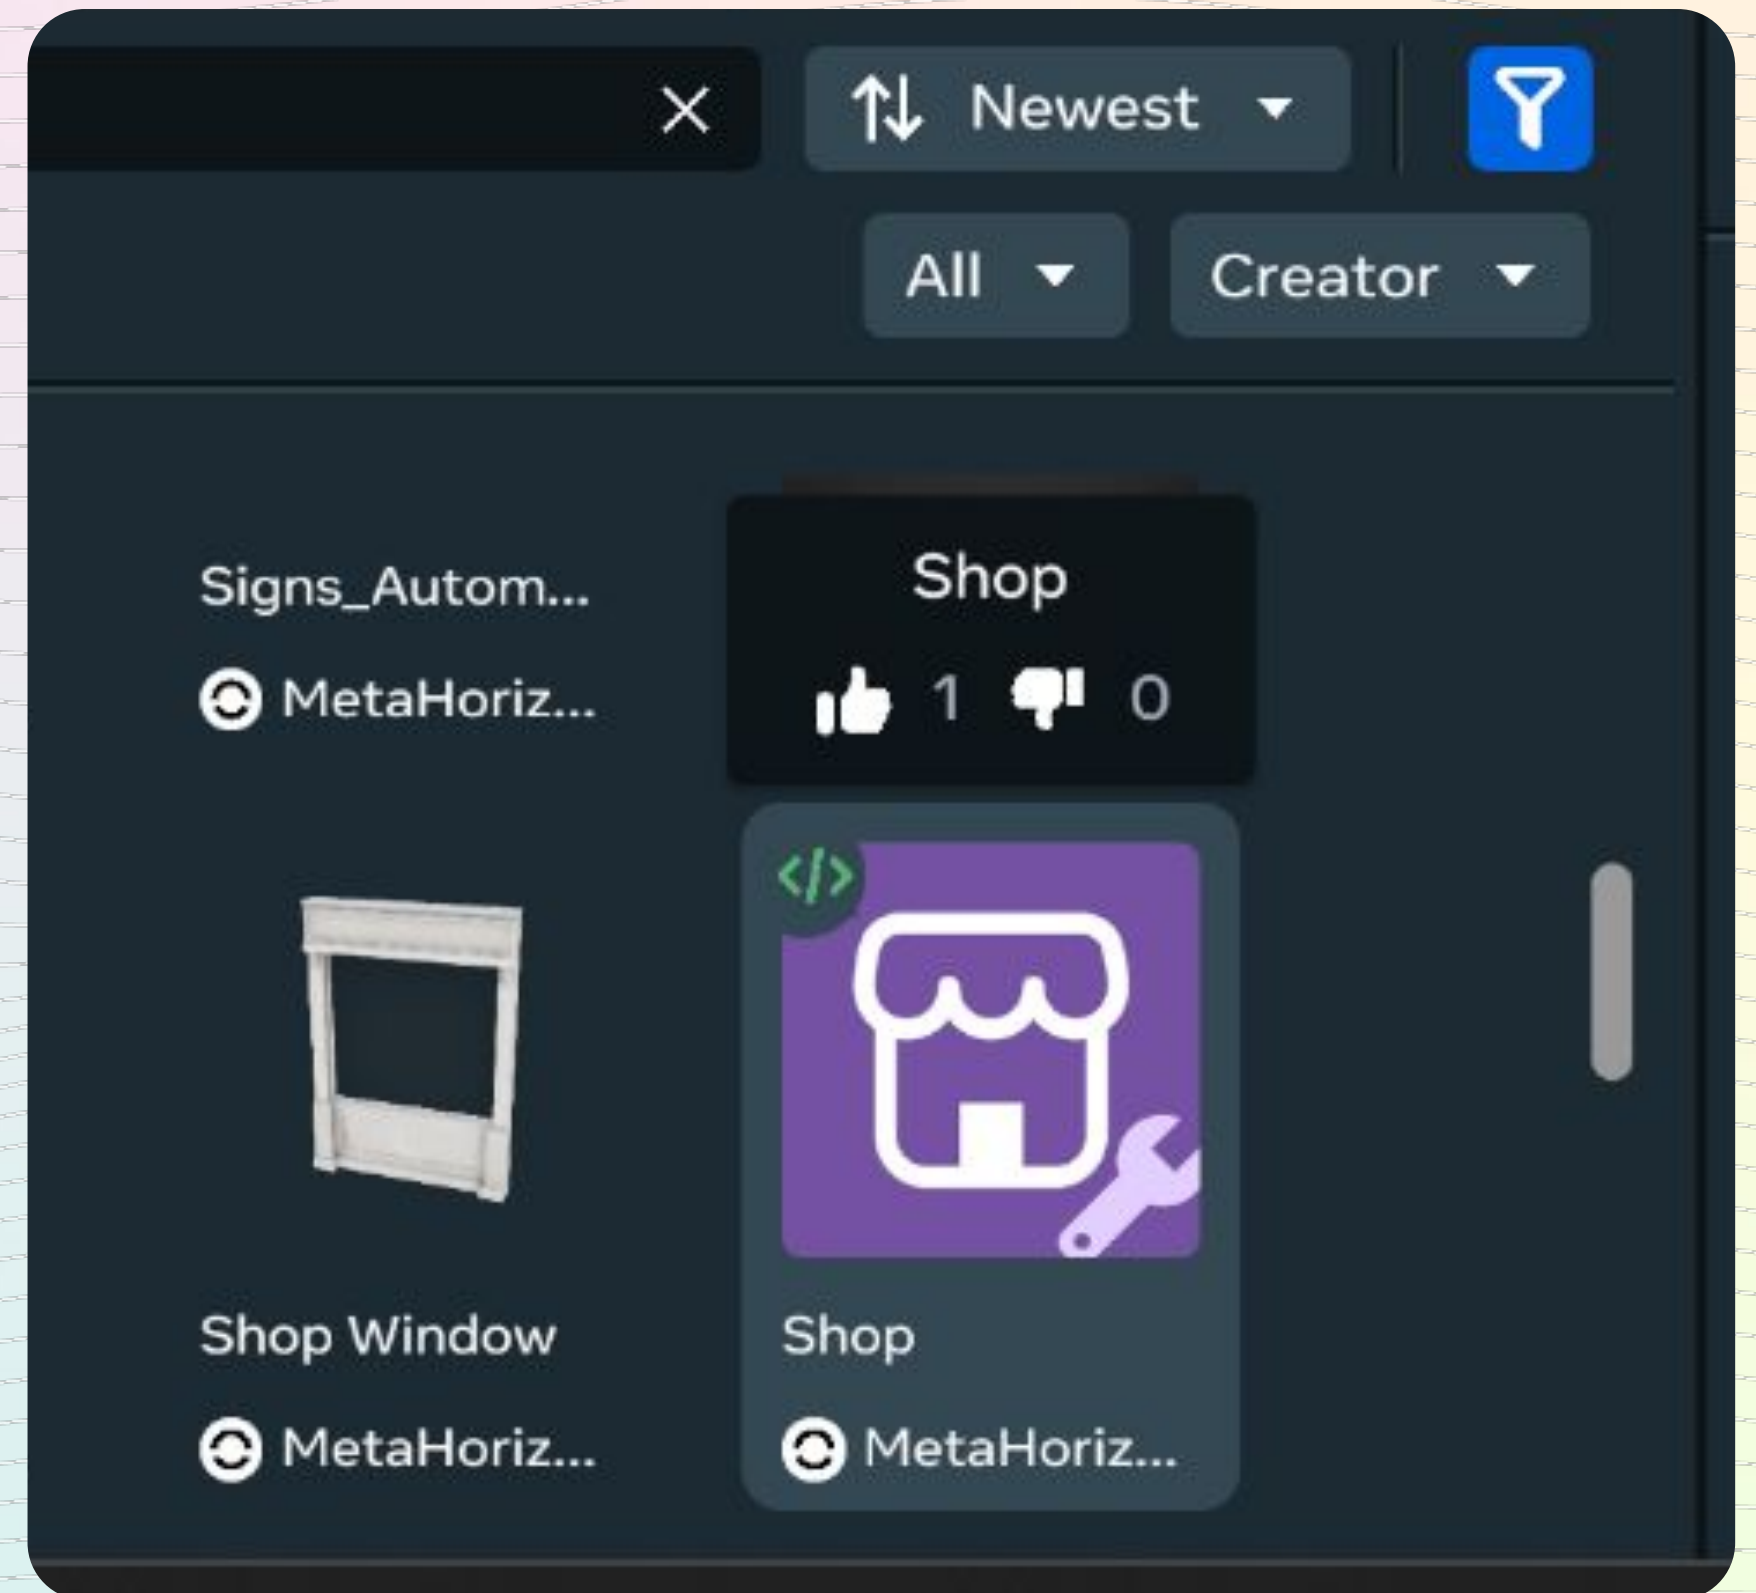 Newest
All Creator
Signs_Autom...
MetaHoriz...
Shop
1 0
</>
Shop Window
MetaHoriz...
Shop
MetaHoriz...